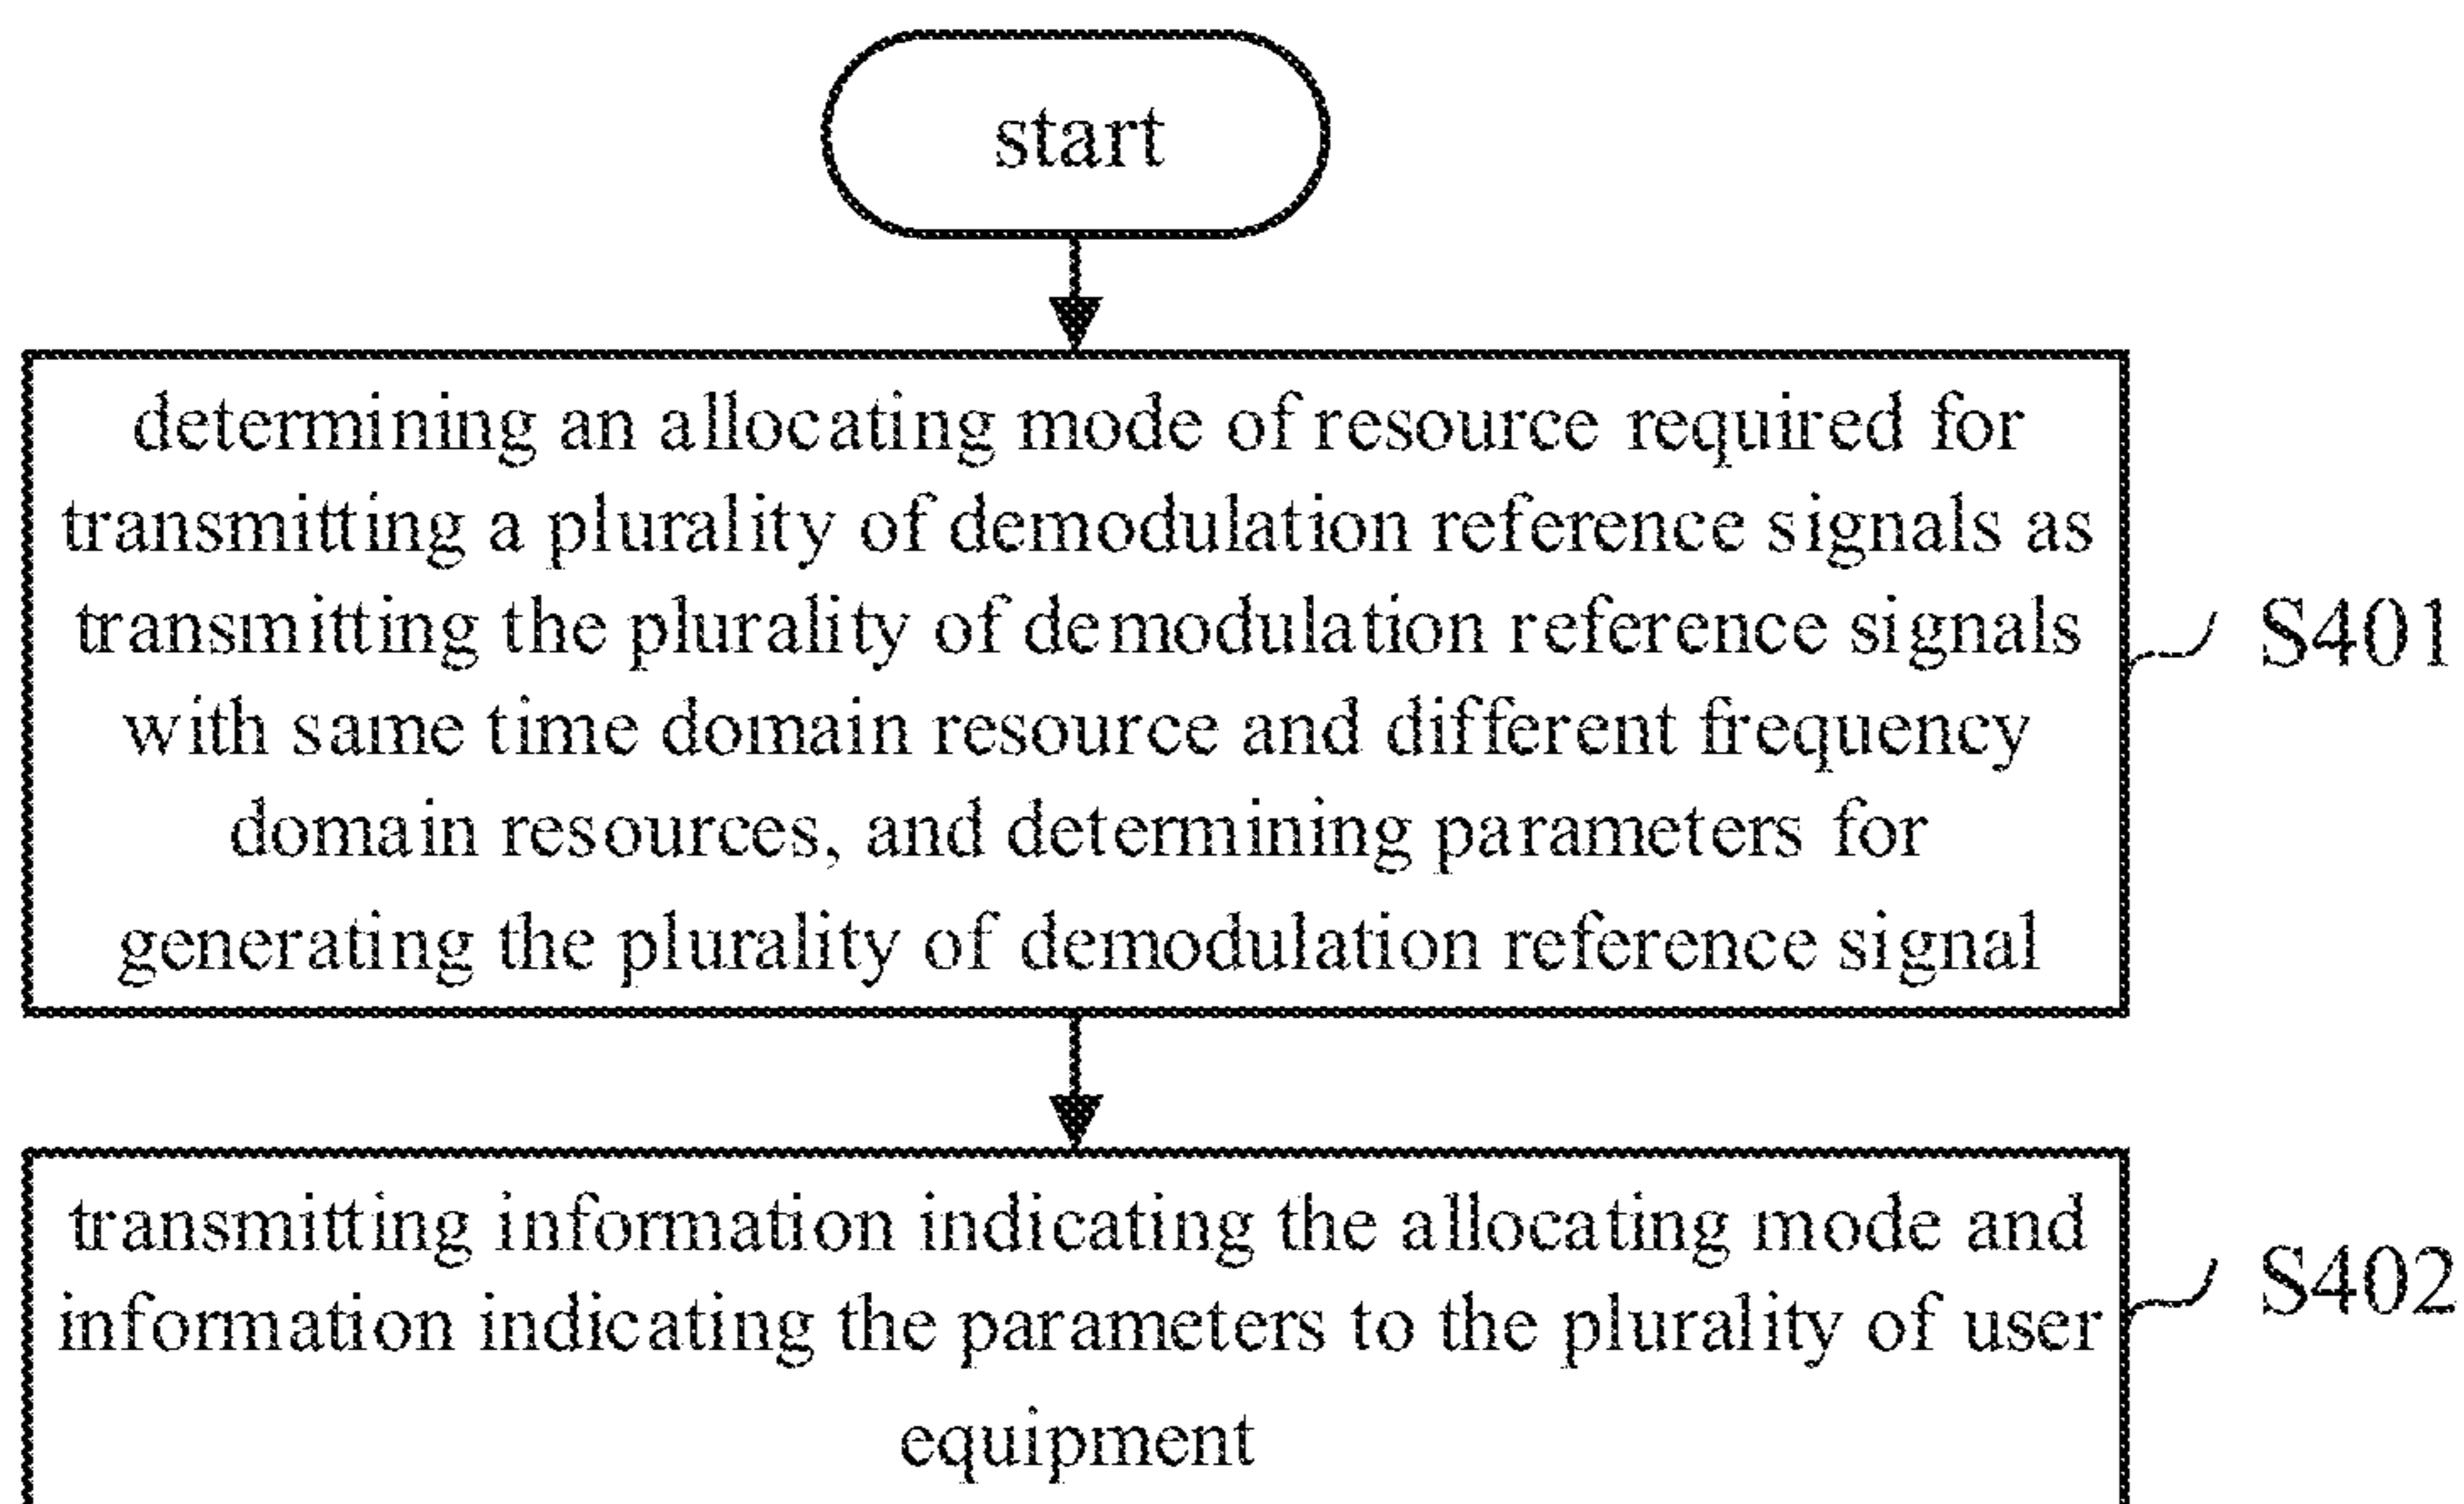 start
determining an allocating mode of resource required for
transmitting a plurality of demodulation reference signals as
transmitting the plurality of demodulation reference signals
with same time domain resource and different frequency
domain resources, and determining parameters for
generating the plurality of demodulation reference signal
S401
transmitting information indicating the allocating mode and
information indicating the parameters to the plurality of user
equipment
S402